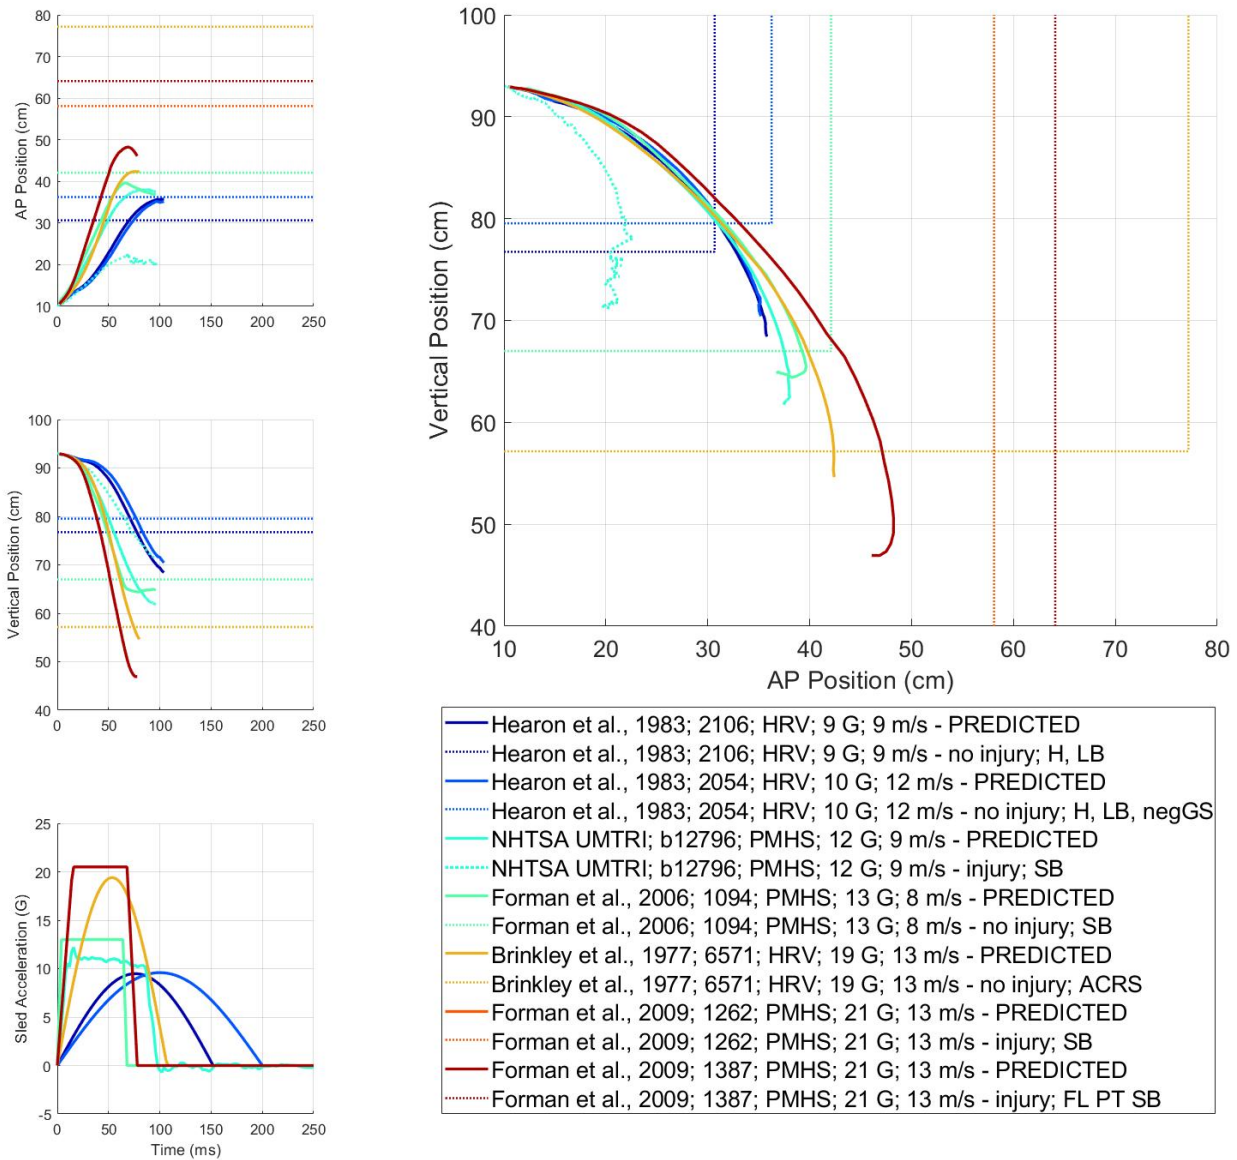 80
70
60
50
40
30
20
10
AP Position (cm)
0 50 100 150 200 250
100
90
80
70
60
50
40
Vertical Position (cm)
0 50 100 150 200 250
25
20
15
10
5
0
-5
Sled Acceleration (G)
0 50 100 150 200 250
Time (ms)
100
90
80
70
60
50
40
Vertical Position (cm)
10 20 30 40 50 60 70 80
AP Position (cm)
Hearon et al., 1983; 2106; HRV; 9 G; 9 m/s - PREDICTED
Hearon et al., 1983; 2106; HRV; 9 G; 9 m/s - no injury; H, LB
Hearon et al., 1983; 2054; HRV; 10 G; 12 m/s - PREDICTED
Hearon et al., 1983; 2054; HRV; 10 G; 12 m/s - no injury; H, LB, negGS
NHTSA UMTRI; b12796; PMHS; 12 G; 9 m/s - PREDICTED
NHTSA UMTRI; b12796; PMHS; 12 G; 9 m/s - injury; SB
Forman et al., 2006; 1094; PMHS; 13 G; 8 m/s - PREDICTED
Forman et al., 2006; 1094; PMHS; 13 G; 8 m/s - no injury; SB
Brinkley et al., 1977; 6571; HRV; 19 G; 13 m/s - PREDICTED
Brinkley et al., 1977; 6571; HRV; 19 G; 13 m/s - no injury; ACRS
Forman et al., 2009; 1262; PMHS; 21 G; 13 m/s - PREDICTED
Forman et al., 2009; 1262; PMHS; 21 G; 13 m/s - injury; SB
Forman et al., 2009; 1387; PMHS; 21 G; 13 m/s - PREDICTED
Forman et al., 2009; 1387; PMHS; 21 G; 13 m/s - injury; FL PT SB